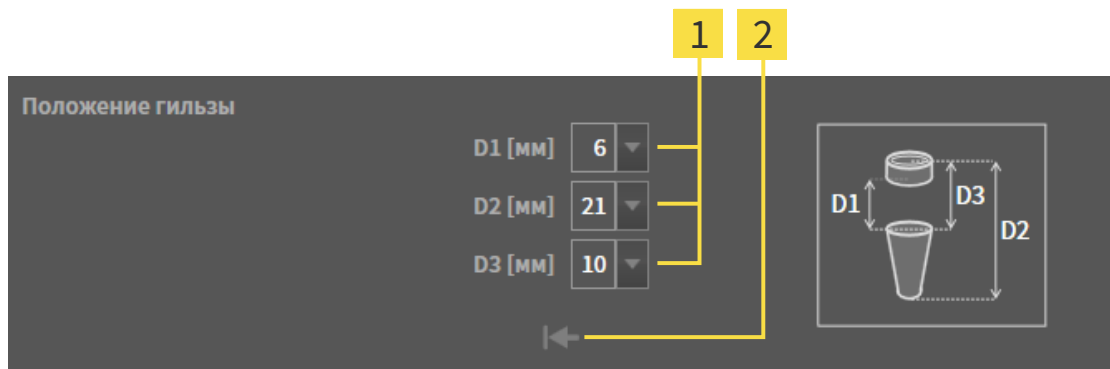 1 2
Положение гильзы
D1 [мм] 6
D2 [мм] 21
D3 [мм] 10
D1 D3
D2